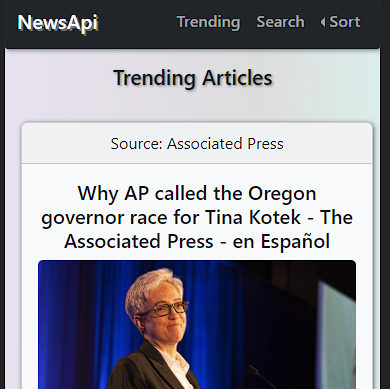 NewsApi Trending Search Sort
Trending Articles
Source: Associated Press
Why AP called the Oregon
governor race for Tina Kotek - The
Associated Press - en Español